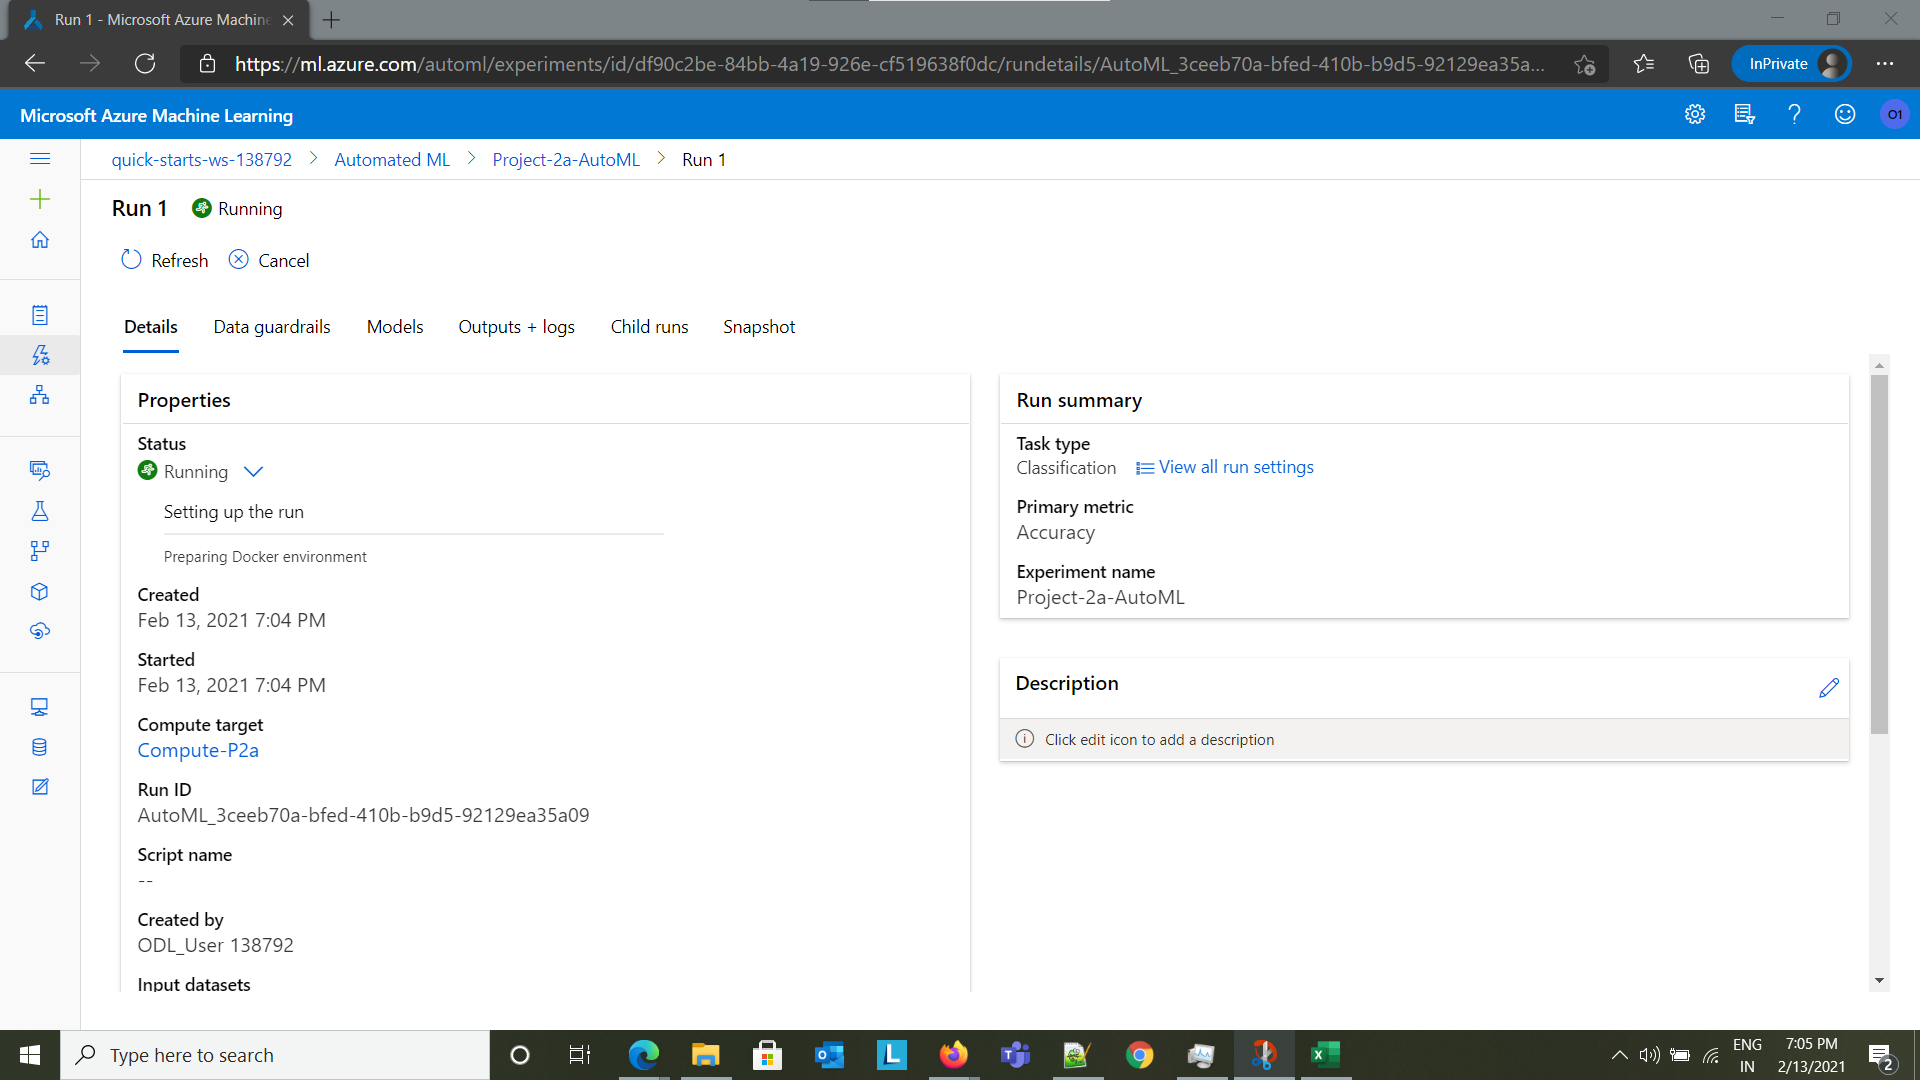 Run 1 - Microsoft Azure Machine
https://ml.azure.com/automl/experiments/id/df90c2be-84bb-4a19-926e-cf519638f0dc/rundetails/AutoML_3ceeb70a-bfed-410b-b9d5-92129ea35a...
InPrivate
Microsoft Azure Machine Learning
O1
quick-starts-ws-138792 > Automated ML > Project-2a-AutoML > Run 1
Run 1 Running
Refresh Cancel
Details Data guardrails Models Outputs + logs Child runs Snapshot
Properties
Status
Running
Setting up the run
Preparing Docker environment
Created
Feb 13, 2021 7:04 PM
Started
Feb 13, 2021 7:04 PM
Compute target
Compute-P2a
Run ID
AutoML_3ceeb70a-bfed-410b-b9d5-92129ea35a09
Script name
--
Created by
ODL_User 138792
Input datasets
Run summary
Task type
Classification View all run settings
Primary metric
Accuracy
Experiment name
Project-2a-AutoML
Description
Click edit icon to add a description
Type here to search
L
ENG
IN
7:05 PM
2/13/2021
2